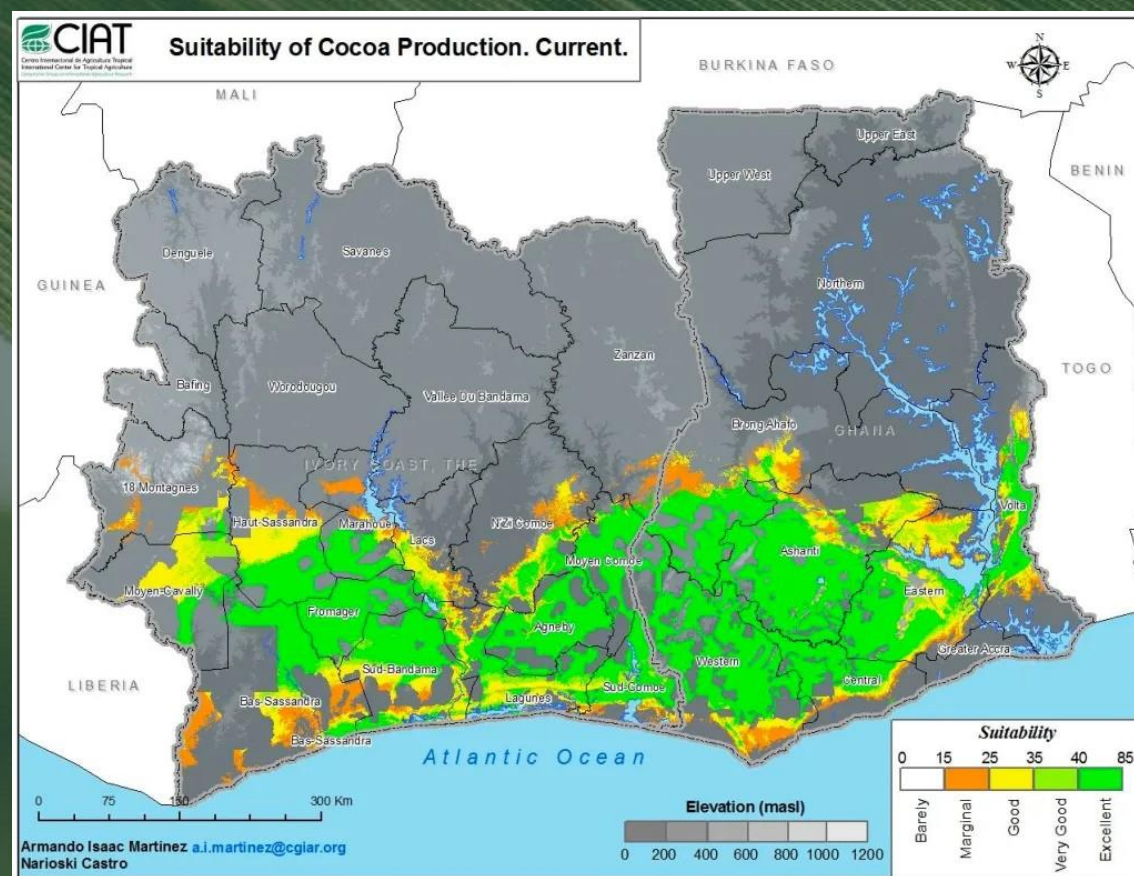 CIAT
Centro Internacional de Agricultura Tropical
International Center for Tropical Agriculture
Suitability of Cocoa Production. Current.
N
W E
S
BURKINA FASO
MALI
Upper East
BENIN
Upper West
Denguele
Savanes
GUINEA
Northern
Zanzan
TOGO
Bafing
Worodougou
Vallee Du Bandama
Brong Ahafo
GHANA
IVORY COAST, THE
18 Montagnes
Volta
Haut-Sassandra
Marahoue
N'Zi Comoe
Lacs
Ashanti
Moyen Comoe
Moyen-Cavally
Eastern
Fromager
Agneby
Greater Accra
Sud-Bandama
Western
Central
LIBERIA
Bas-Sassandra
Lagunes
Sud-Comoe
Bas-Sassandra
Atlantic Ocean
Suitability
0 15 25 35 40 85
Barely
Marginal
Good
Very Good
Excellent
0 75 150 300 Km
Elevation (masl)
0 200 400 600 800 1000 1200
Armando Isaac Martinez a.i.martinez@cgiar.org
Narioski Castro